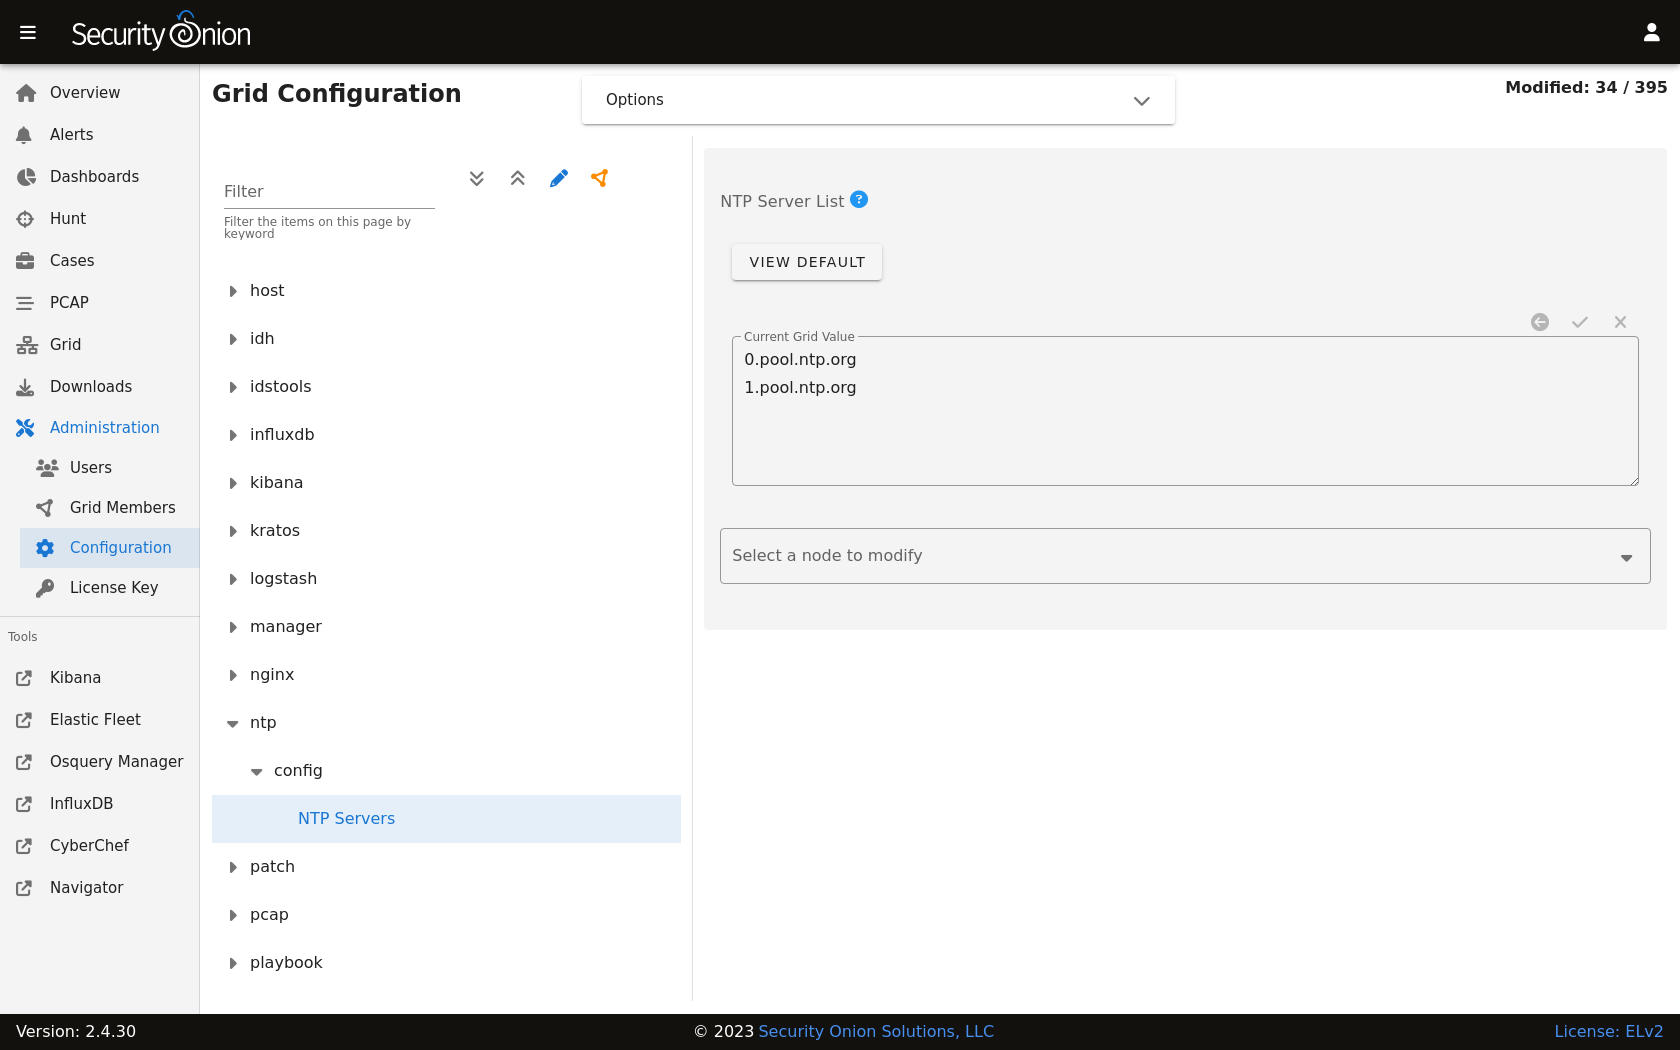 Security Onion
Overview
Alerts
Dashboards
Hunt
Cases
PCAP
Grid
Downloads
Administration
Users
Grid Members
Configuration
License Key
Tools
Kibana
Elastic Fleet
Osquery Manager
InfluxDB
CyberChef
Navigator
Grid Configuration
Options
Modified: 34 / 395
Filter
Filter the items on this page by
keyword
host
idh
idstools
influxdb
kibana
kratos
logstash
manager
nginx
ntp
config
NTP Servers
patch
pcap
playbook
NTP Server List ?
VIEW DEFAULT
Current Grid Value
0.pool.ntp.org
1.pool.ntp.org
Select a node to modify
Version: 2.4.30
© 2023 Security Onion Solutions, LLC
License: ELv2